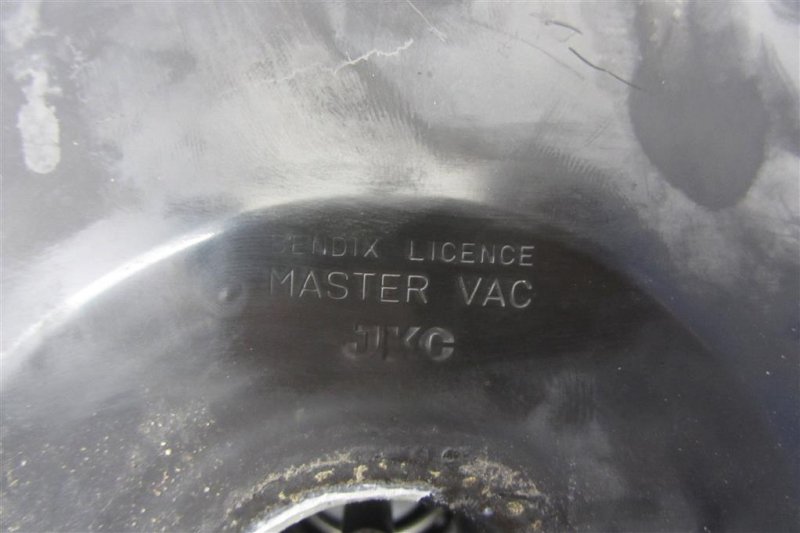 BENDIX LICENCE
MASTER VAC
JKC